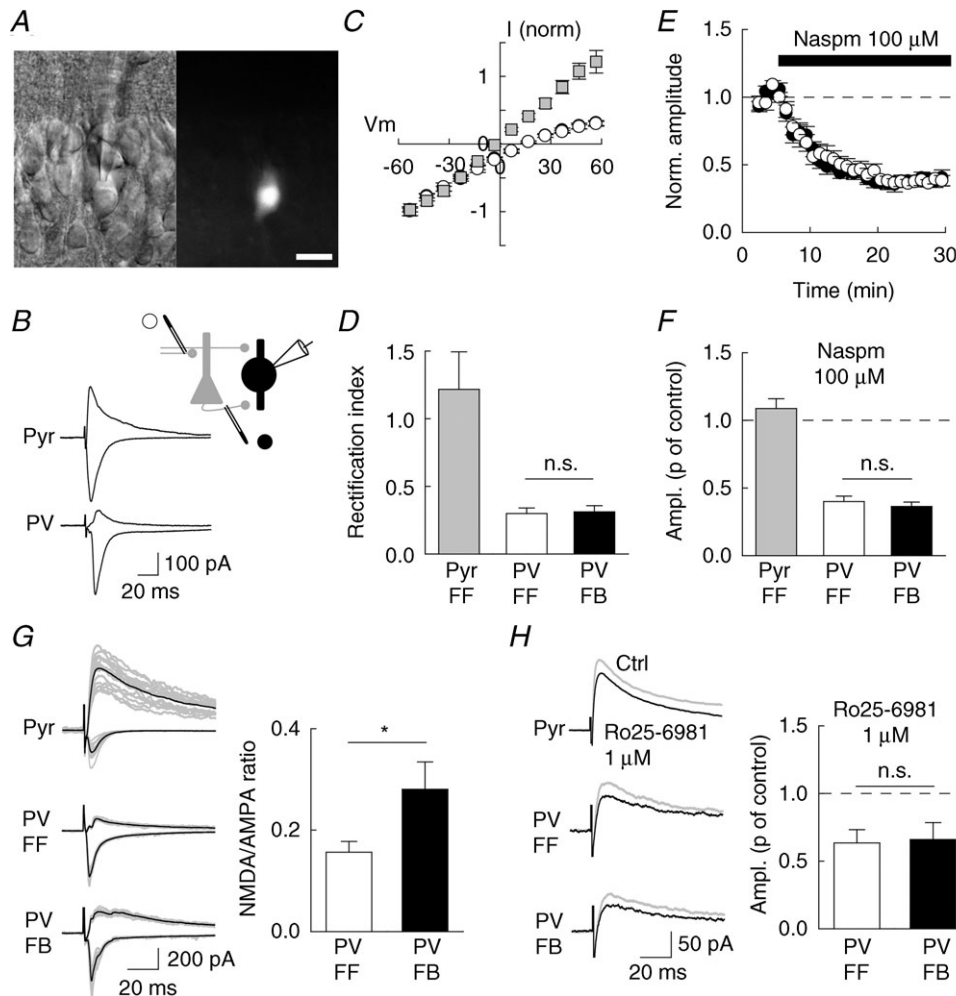 A
B
Pyr
PV
100 pA
20 ms
C
I (norm)
Vm
-60
-30
0
30
60
1
-1
D
Rectification index
1.5
1.0
0.5
0.0
n.s.
Pyr
FF
PV
FF
PV
FB
E
Naspm 100 μM
Norm. amplitude
1.5
1.0
0.5
0.0
0
10
20
30
Time (min)
F
Naspm
100 μM
Ampl. (p of control)
1.5
1.0
0.5
0.0
n.s.
Pyr
FF
PV
FF
PV
FB
G
Pyr
PV
FF
PV
FB
200 pA
20 ms
NMDA/AMPA ratio
0.4
0.2
0.0
*
PV
FF
PV
FB
H
Ctrl
Pyr
Ro25-6981
1 μM
PV
FF
PV
FB
50 pA
20 ms
Ro25-6981
1 μM
Ampl. (p of control)
1.5
1.0
0.5
0.0
n.s.
PV
FF
PV
FB